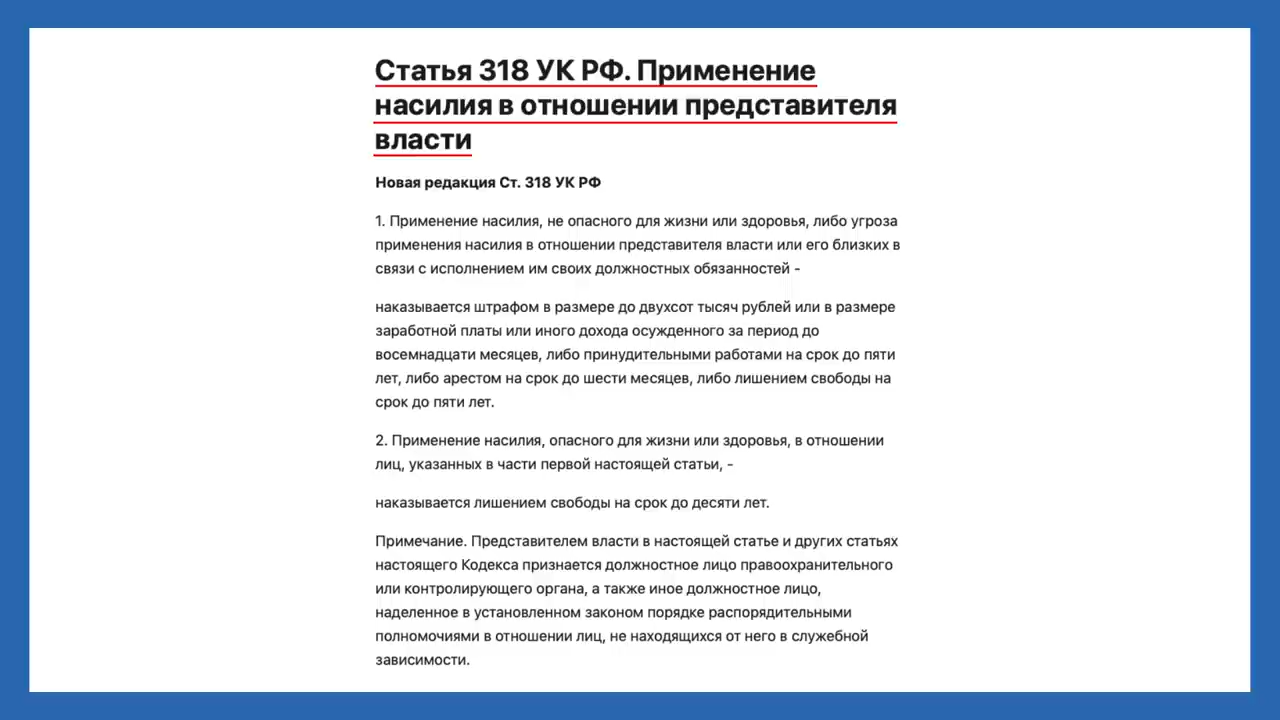 Статья 318 УК РФ. Применение
насилия в отношении представителя
власти
Новая редакция Ст. 318 УК РФ
1. Применение насилия, не опасного для жизни или здоровья, либо угроза
применения насилия в отношении представителя власти или его близких в
связи с исполнением им своих должностных обязанностей -
наказывается штрафом в размере до двухсот тысяч рублей или в размере
заработной платы или иного дохода осужденного за период до
восемнадцати месяцев, либо принудительными работами на срок до пяти
лет, либо арестом на срок до шести месяцев, либо лишением свободы на
срок до пяти лет.
2. Применение насилия, опасного для жизни или здоровья, в отношении
лиц, указанных в части первой настоящей статьи, -
наказывается лишением свободы на срок до десяти лет.
Примечание. Представителем власти в настоящей статье и других статьях
настоящего Кодекса признается должностное лицо правоохранительного
или контролирующего органа, а также иное должностное лицо,
наделенное в установленном законом порядке распорядительными
полномочиями в отношении лиц, не находящихся от него в служебной
зависимости.